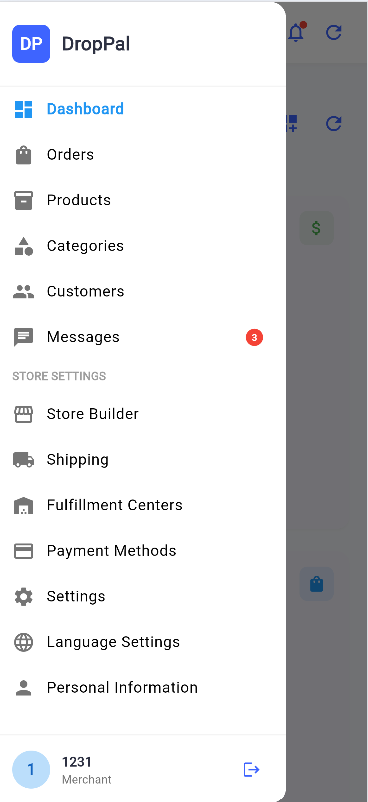 DP DropPal
Dashboard
Orders
Products
Categories
Customers
Messages 3
STORE SETTINGS
Store Builder
Shipping
Fulfillment Centers
Payment Methods
Settings
Language Settings
Personal Information
1 1231
Merchant
$